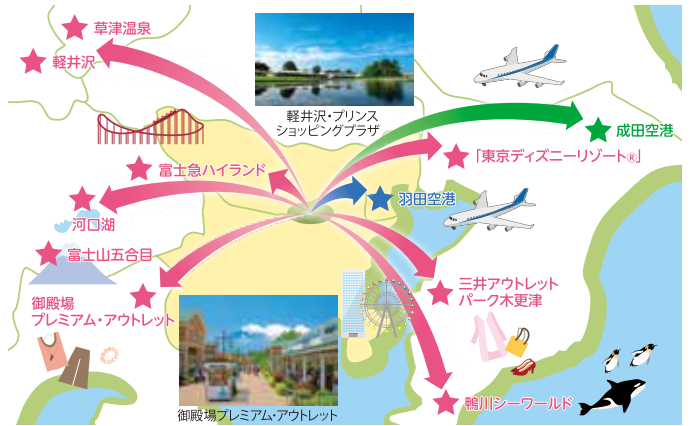 草津温泉
軽井沢
軽井沢・プリンス
ショッピングプラザ
成田空港
「東京ディズニーリゾート®」
富士急ハイランド
羽田空港
河口湖
富士山五合目
三井アウトレット
パーク木更津
御殿場
プレミアム・アウトレット
鴨川シーワールド
御殿場プレミアム・アウトレット